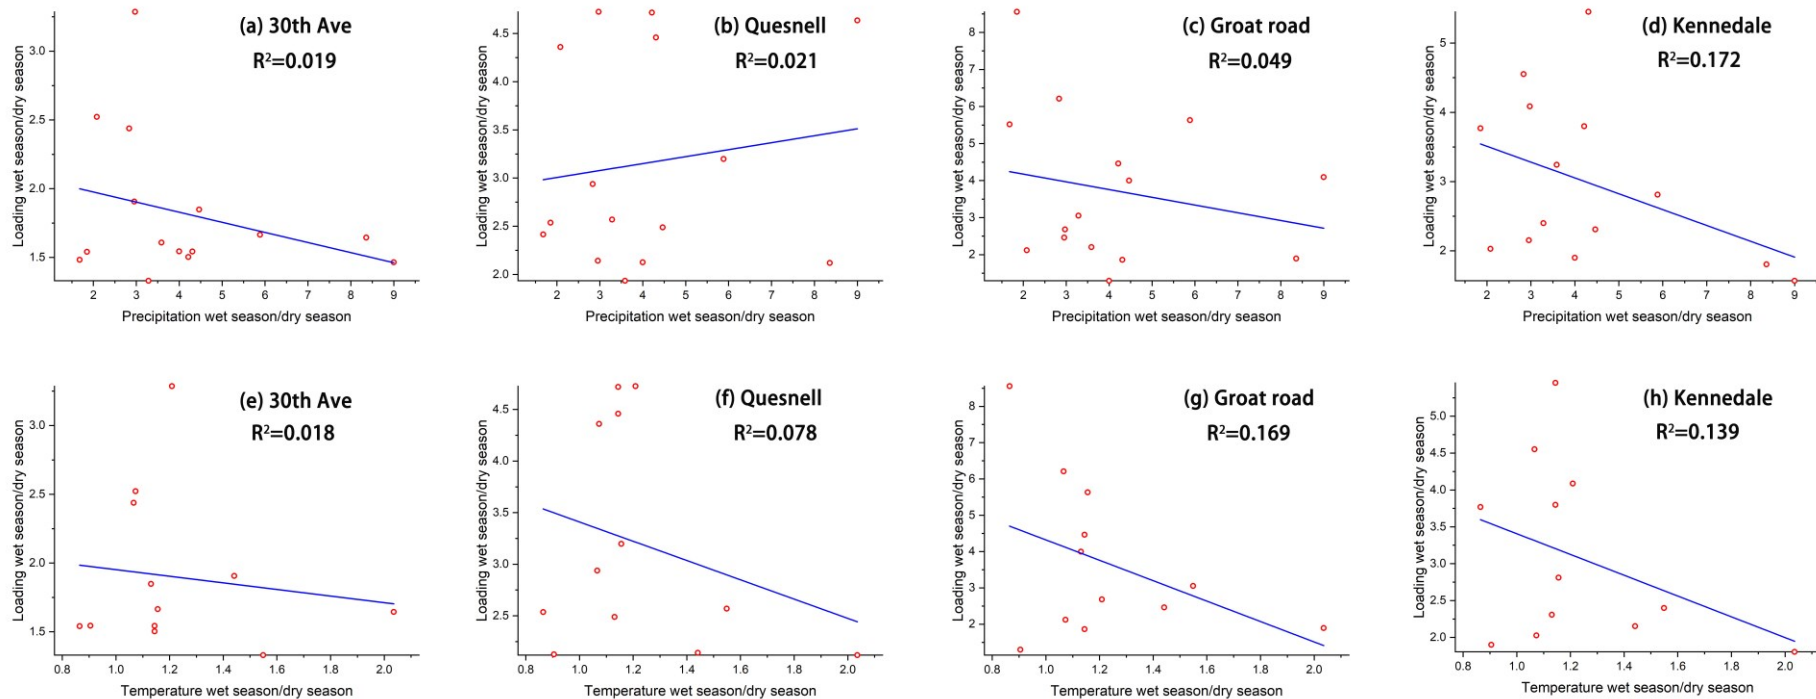 (a) 30th Ave
R²=0.019
Loading wet season/dry season
3.0
2.5
2.0
1.5
2 3 4 5 6 7 8 9
Precipitation wet season/dry season
(b) Quesnell
R²=0.021
Loading wet season/dry season
4.5
4.0
3.5
3.0
2.5
2.0
2 3 4 5 6 7 8 9
Precipitation wet season/dry season
(c) Groat road
R²=0.049
Loading wet season/dry season
8
7
6
5
4
3
2
2 3 4 5 6 7 8 9
Precipitation wet season/dry season
(d) Kennedale
R²=0.172
Loading wet season/dry season
5
4
3
2
2 3 4 5 6 7 8 9
Precipitation wet season/dry season
(e) 30th Ave
R²=0.018
Loading wet season/dry season
3.0
2.5
2.0
1.5
0.8 1.0 1.2 1.4 1.6 1.8 2.0
Temperature wet season/dry season
(f) Quesnell
R²=0.078
Loading wet season/dry season
4.5
4.0
3.5
3.0
2.5
0.8 1.0 1.2 1.4 1.6 1.8 2.0
Temperature wet season/dry season
(g) Groat road
R²=0.169
Loading wet season/dry season
8
7
6
5
4
3
2
0.8 1.0 1.2 1.4 1.6 1.8 2.0
Temperature wet season/dry season
(h) Kennedale
R²=0.139
Loading wet season/dry season
5.0
4.5
4.0
3.5
3.0
2.5
2.0
0.8 1.0 1.2 1.4 1.6 1.8 2.0
Temperature wet season/dry season